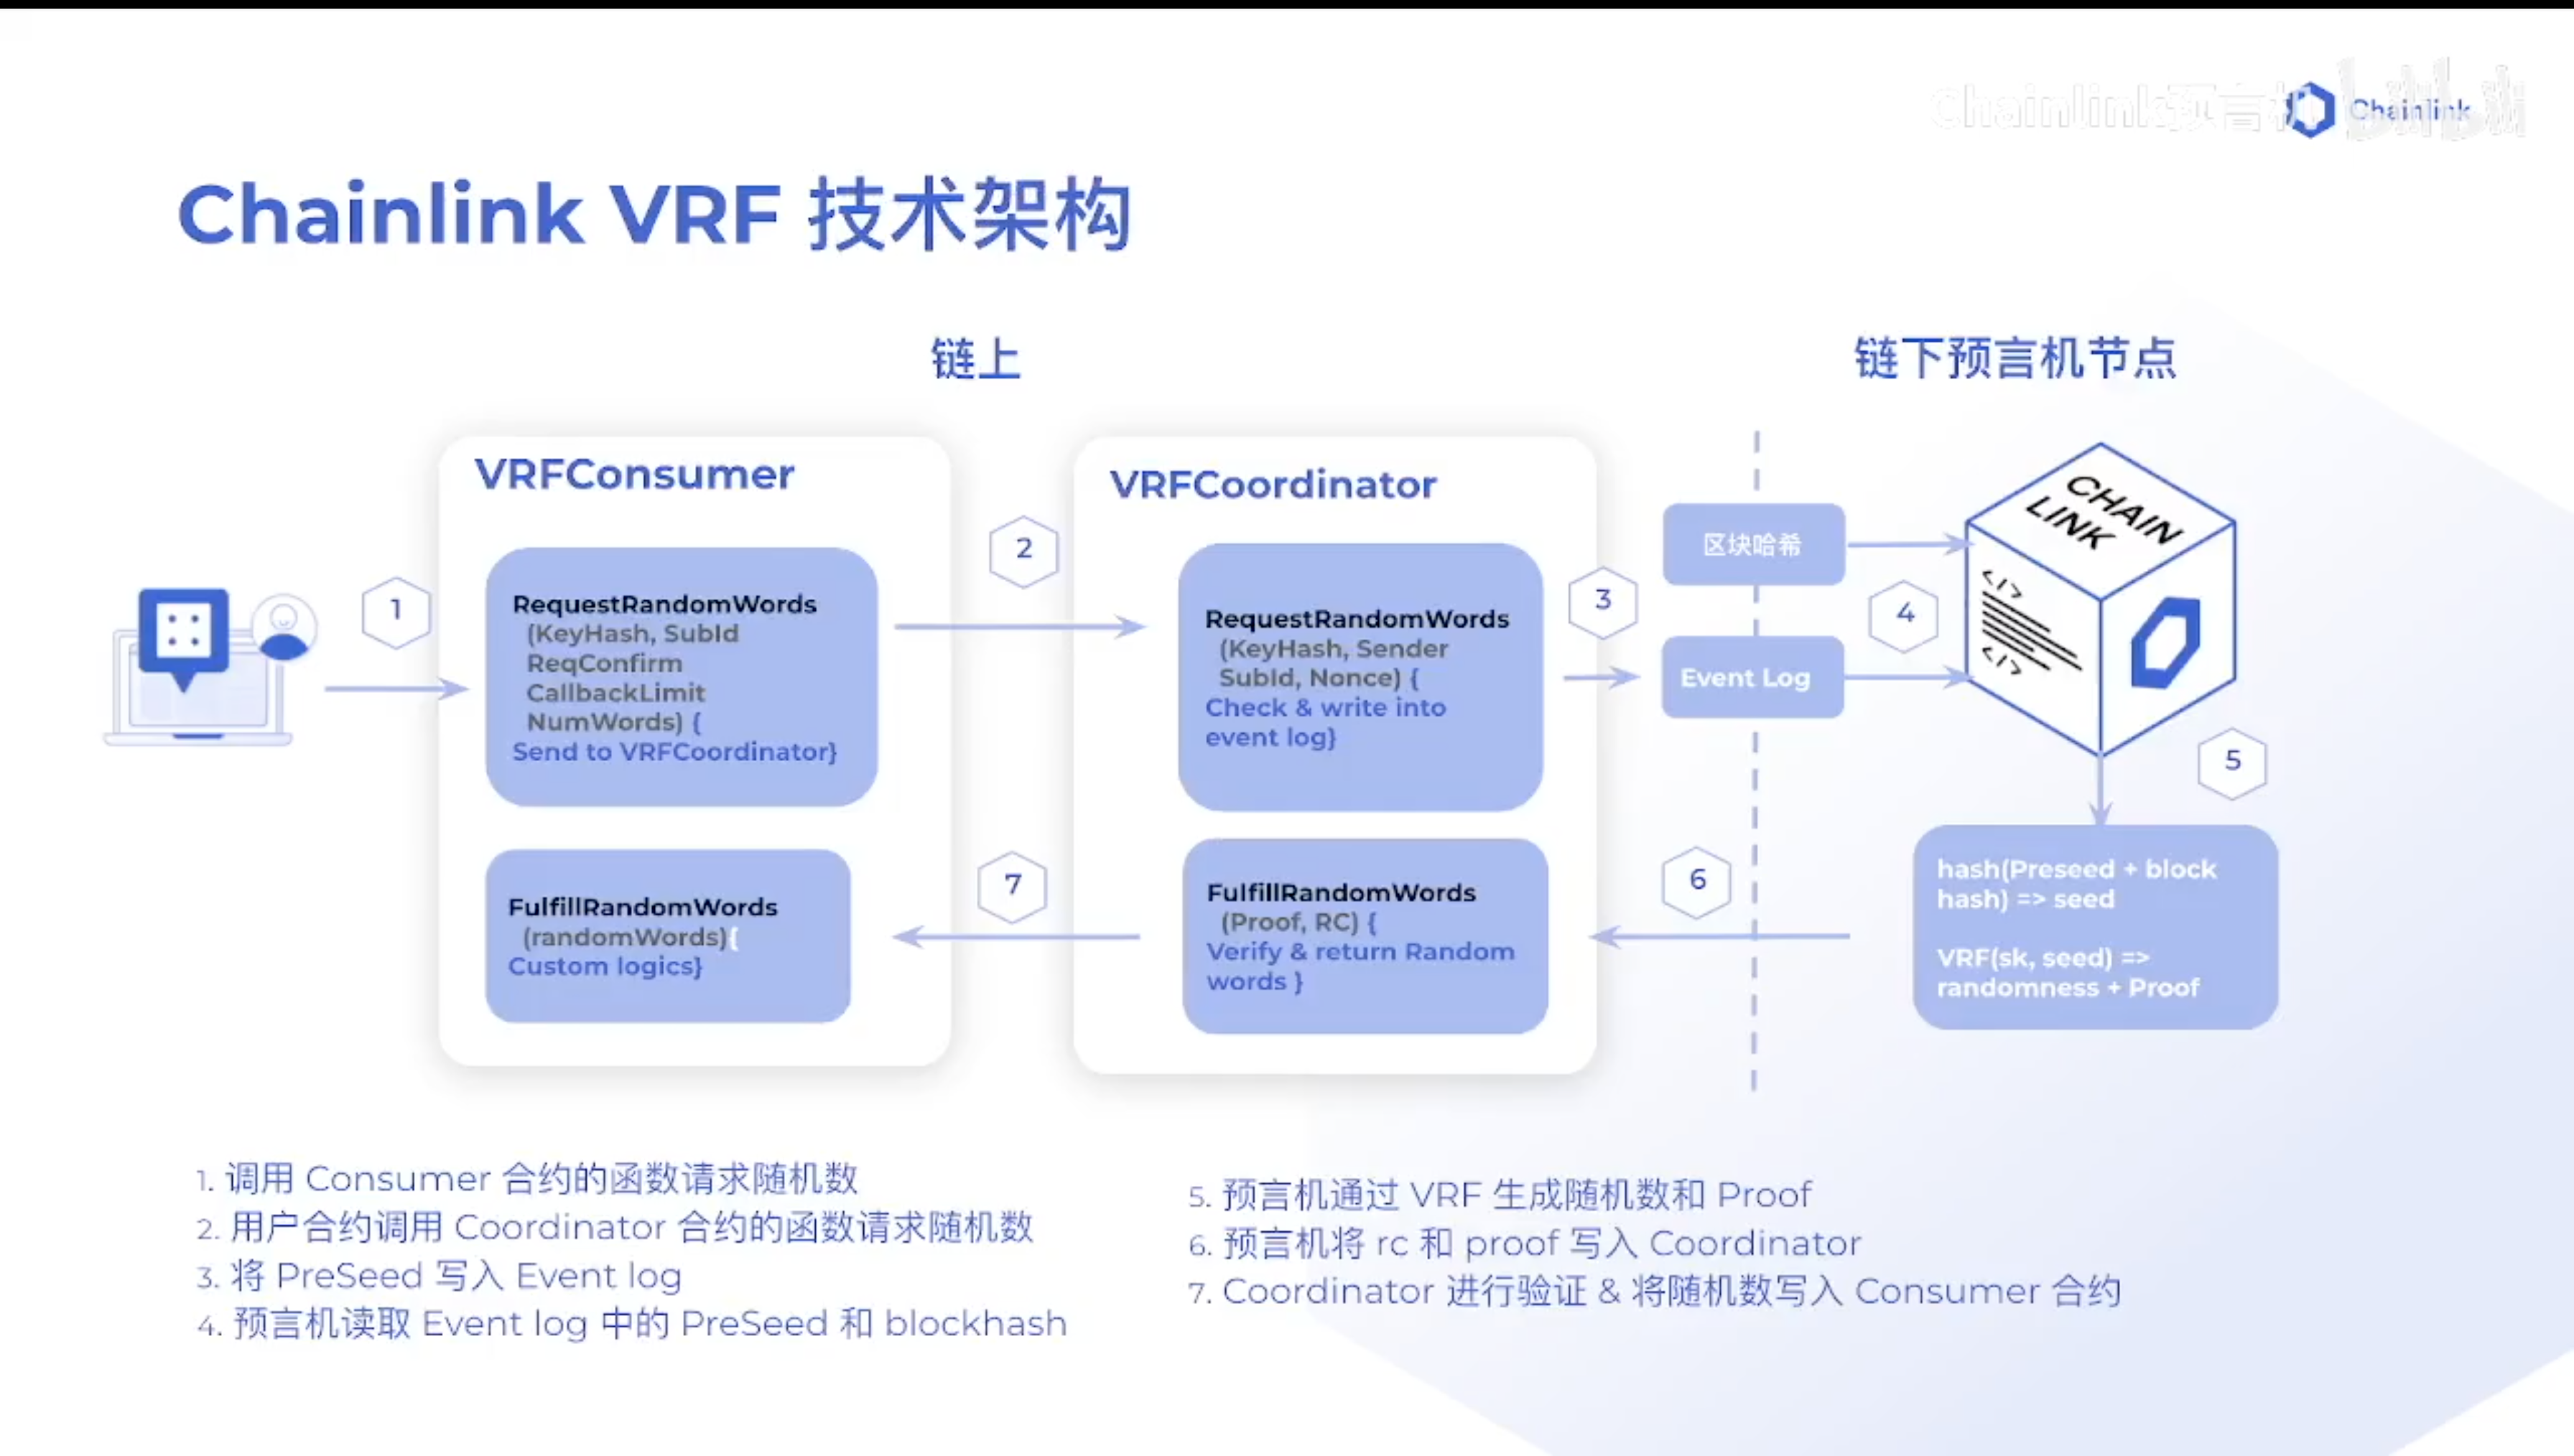 Chainlink预言机
Chainlink
bilibili
Chainlink VRF 技术架构
链上
链下预言机节点
VRFConsumer
RequestRandomWords
(KeyHash, SubId
ReqConfirm
CallbackLimit
NumWords) {
Send to VRFCoordinator}
FulfillRandomWords
(randomWords){
Custom logics}
VRFCoordinator
RequestRandomWords
(KeyHash, Sender
SubId, Nonce) {
Check & write into
event log}
FulfillRandomWords
(Proof, RC) {
Verify & return Random
words }
1
2
3
4
5
6
7
区块哈希
Event Log
CHAIN
LINK
</>
</>
hash(Preseed + block
hash) => seed
VRF(sk, seed) =>
randomness + Proof
1. 调用 Consumer 合约的函数请求随机数
2. 用户合约调用 Coordinator 合约的函数请求随机数
3. 将 PreSeed 写入 Event log
4. 预言机读取 Event log 中的 PreSeed 和 blockhash
5. 预言机通过 VRF 生成随机数和 Proof
6. 预言机将 rc 和 proof 写入 Coordinator
7. Coordinator 进行验证 & 将随机数写入 Consumer 合约